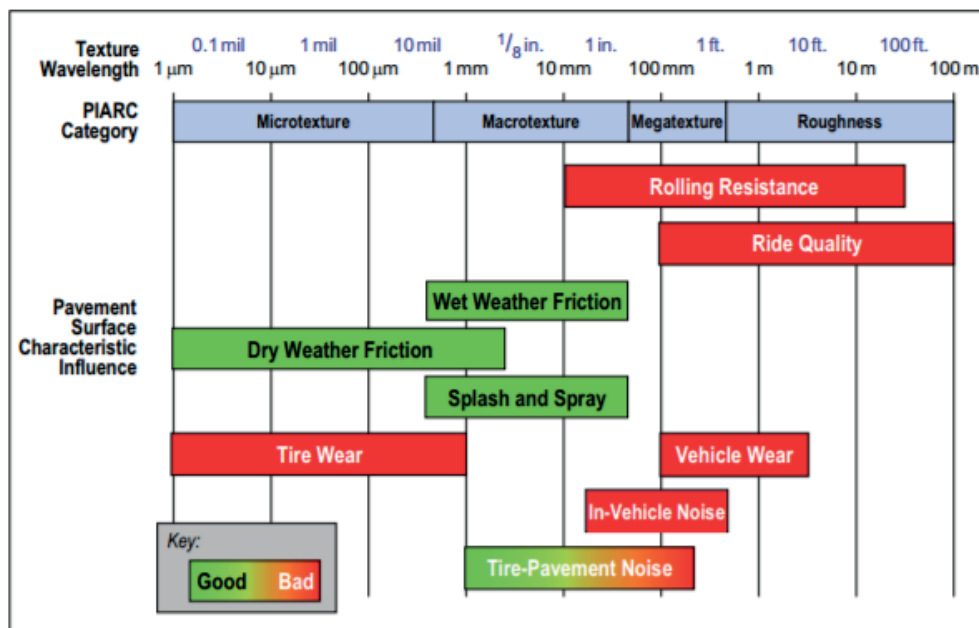 Texture Wavelength
0.1 mil 1 mil 10 mil 1/8 in. 1 in. 1 ft. 10 ft. 100 ft.
1 µm 10 µm 100 µm 1 mm 10 mm 100 mm 1 m 10 m 100 m
PIARC Category
Microtexture Macrotexture Megatexture Roughness
Rolling Resistance
Ride Quality
Pavement
Surface
Characteristic
Influence
Wet Weather Friction
Dry Weather Friction
Splash and Spray
Tire Wear
Vehicle Wear
In-Vehicle Noise
Tire-Pavement Noise
Key:
Good Bad